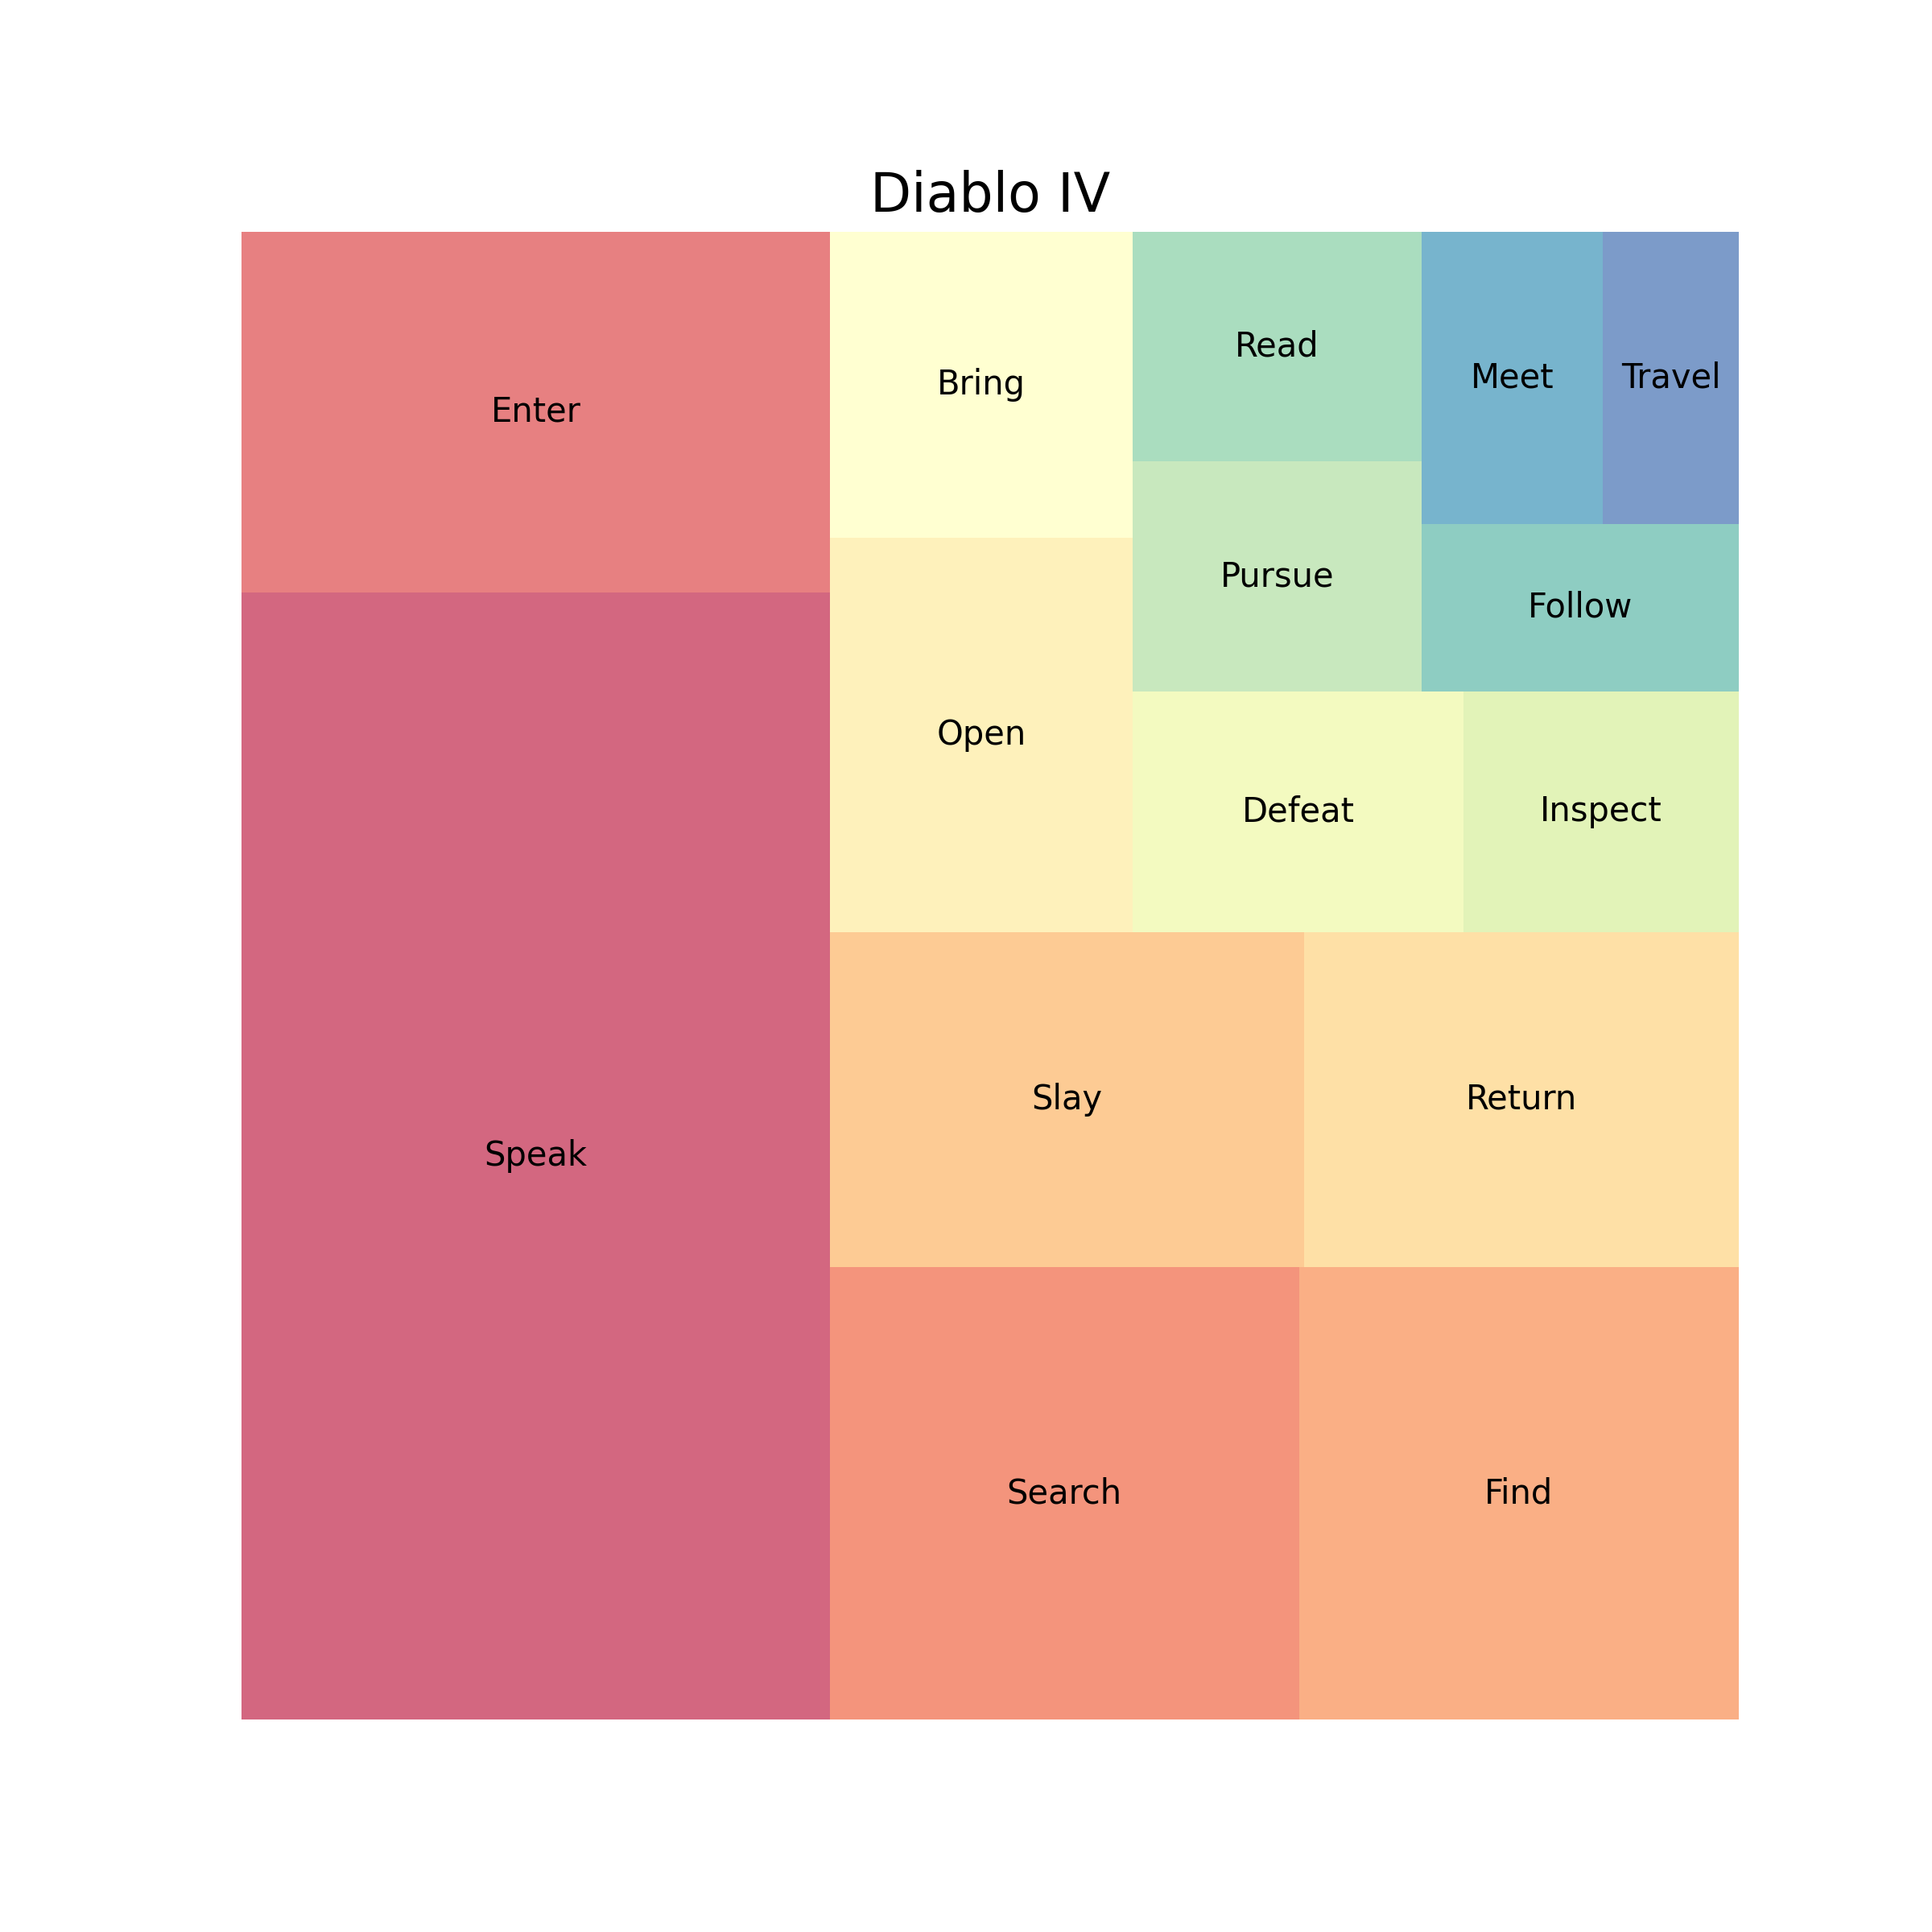 Diablo IV
Enter
Bring
Read
Meet
Travel
Pursue
Follow
Open
Defeat
Inspect
Speak
Slay
Return
Search
Find